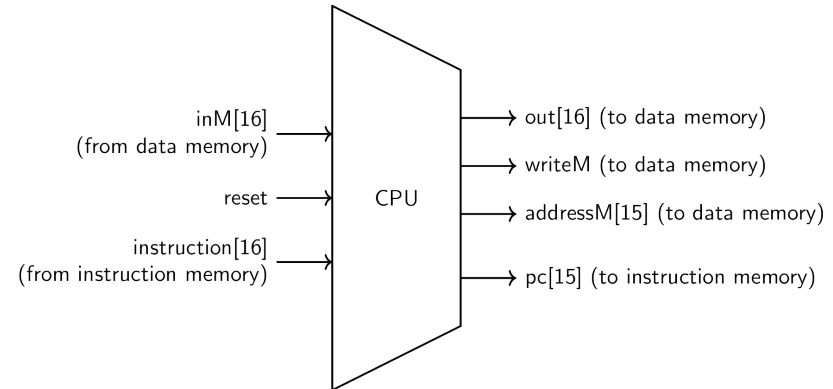 inM[16]
(from data memory)
reset
instruction[16]
(from instruction memory)
CPU
out[16] (to data memory)
writeM (to data memory)
addressM[15] (to data memory)
pc[15] (to instruction memory)